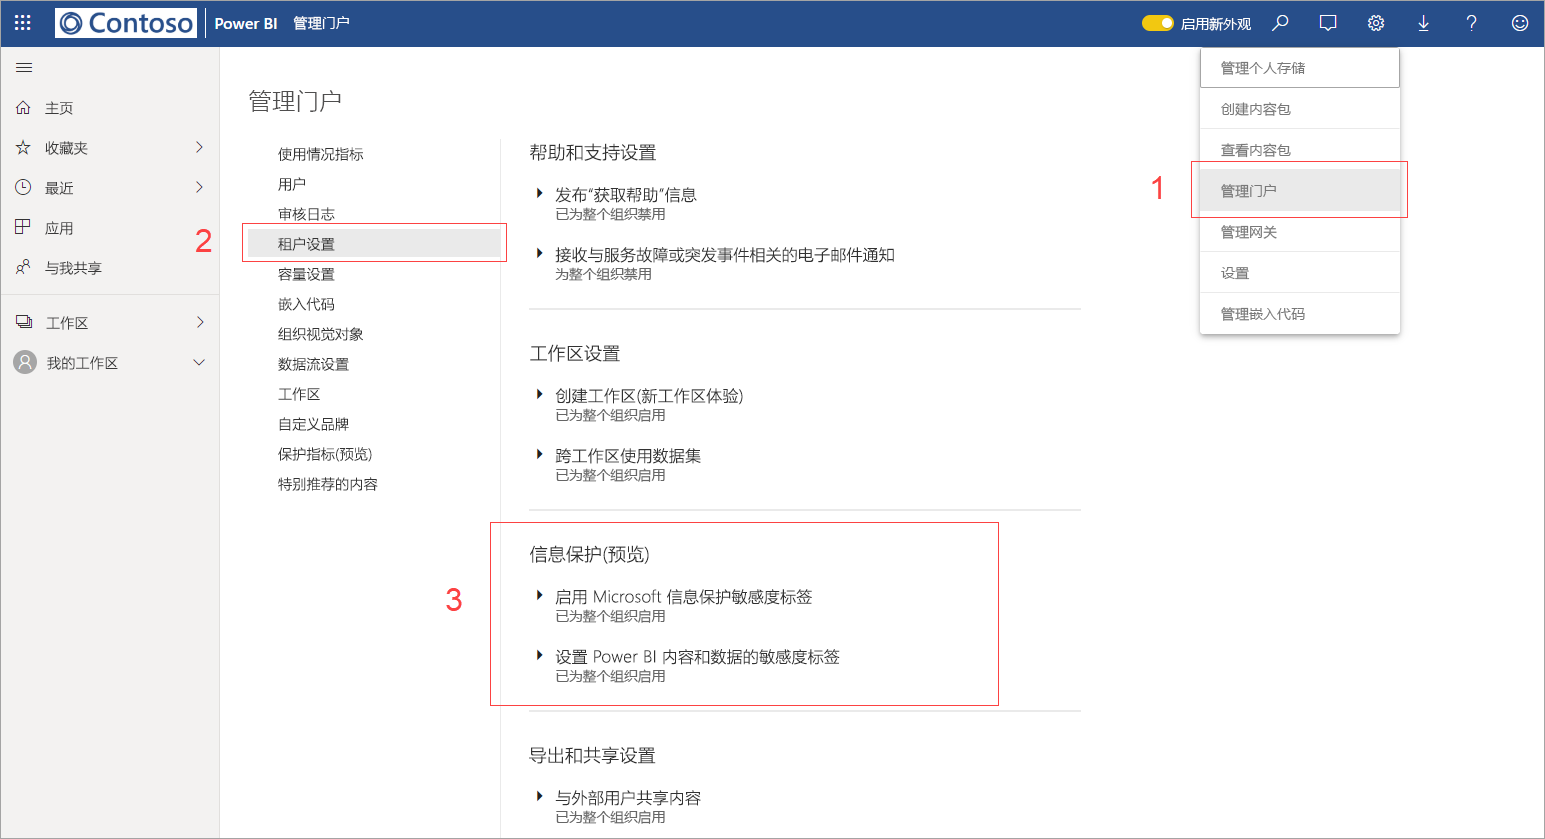 Contoso
Power BI 管理门户
启用新外观
主页
收藏夹
最近
应用
与我共享
工作区
我的工作区
管理门户
使用情况指标
用户
审核日志
2
租户设置
容量设置
嵌入代码
组织视觉对象
数据流设置
工作区
自定义品牌
保护指标(预览)
特别推荐的内容
帮助和支持设置
发布“获取帮助”信息
已为整个组织禁用
接收与服务故障或突发事件相关的电子邮件通知
为整个组织禁用
工作区设置
创建工作区(新工作区体验)
已为整个组织启用
跨工作区使用数据集
已为整个组织启用
3
信息保护(预览)
启用 Microsoft 信息保护敏感度标签
已为整个组织启用
设置 Power BI 内容和数据的敏感度标签
已为整个组织启用
导出和共享设置
与外部用户共享内容
已为整个组织启用
管理个人存储
创建内容包
查看内容包
1
管理门户
管理网关
设置
管理嵌入代码